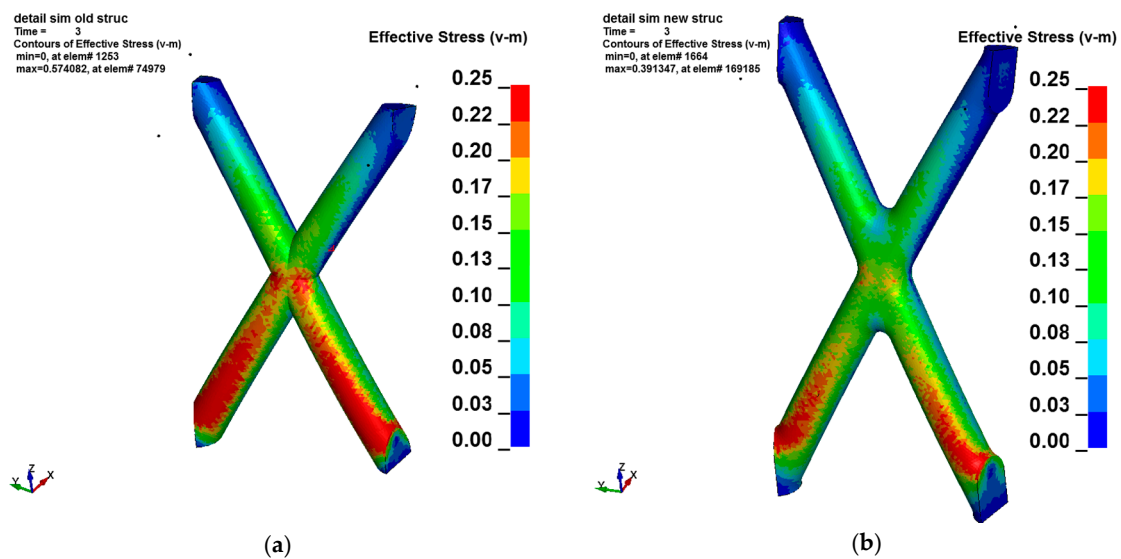 detail sim old struc
Time =        3
Contours of Effective Stress (v-m)
min=0, at elem# 1253
max=0.574082, at elem# 74979
Effective Stress (v-m)
0.25
0.22
0.20
0.17
0.15
0.13
0.10
0.08
0.05
0.03
0.00
Z
Y
X
(a)
detail sim new struc
Time =        3
Contours of Effective Stress (v-m)
min=0, at elem# 1664
max=0.391347, at elem# 169185
Effective Stress (v-m)
0.25
0.22
0.20
0.17
0.15
0.13
0.10
0.08
0.05
0.03
0.00
Z
Y
X
(b)